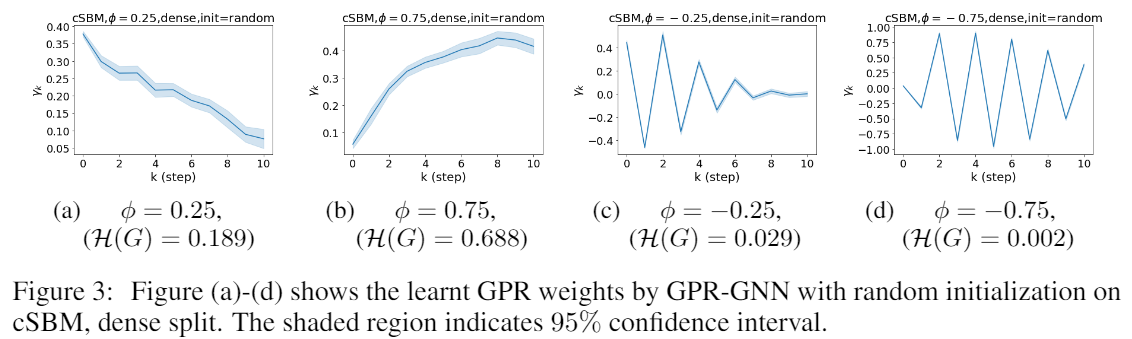 cSBM,ϕ = 0.25,dense,init=random
0.40
0.35
0.30
0.25
0.20
0.15
0.10
0.05
γk
0 2 4 6 8 10
k (step)
cSBM,ϕ = 0.75,dense,init=random
0.4
0.3
0.2
0.1
γk
0 2 4 6 8 10
k (step)
cSBM,ϕ = −0.25,dense,init=random
0.4
0.2
0.0
−0.2
−0.4
γk
0 2 4 6 8 10
k (step)
cSBM,ϕ = −0.75,dense,init=random
1.00
0.75
0.50
0.25
0.00
−0.25
−0.50
−0.75
−1.00
γk
0 2 4 6 8 10
k (step)
(a) ϕ = 0.25,
(H(G) = 0.189)
(b) ϕ = 0.75,
(H(G) = 0.688)
(c) ϕ = −0.25,
(H(G) = 0.029)
(d) ϕ = −0.75,
(H(G) = 0.002)
Figure 3: Figure (a)-(d) shows the learnt GPR weights by GPR-GNN with random initialization on
cSBM, dense split. The shaded region indicates 95% confidence interval.